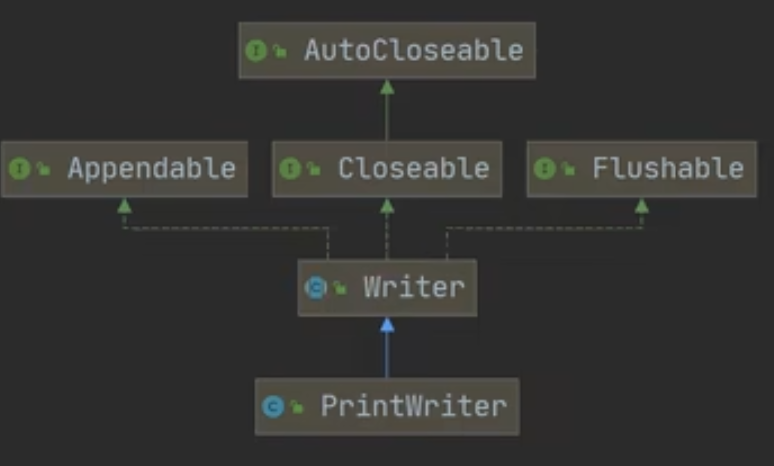 AutoCloseable
Appendable
Closeable
Flushable
Writer
PrintWriter